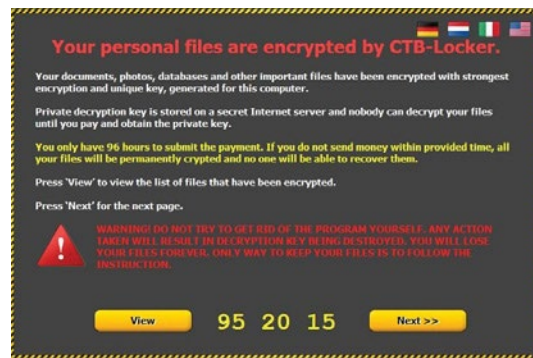 Your personal files are encrypted by CTB-Locker.
Your documents, photos, databases and other important files have been encrypted with strongest
encryption and unique key, generated for this computer.
Private decryption key is stored on a secret Internet server and nobody can decrypt your files
until you pay and obtain the private key.
You only have 96 hours to submit the payment. If you do not send money within provided time, all
your files will be permanently crypted and no one will be able to recover them.
Press 'View' to view the list of files that have been encrypted.
Press 'Next' for the next page.
WARNING! DO NOT TRY TO GET RID OF THE PROGRAM YOURSELF. ANY ACTION
TAKEN WILL RESULT IN DECRYPTION KEY BEING DESTROYED. YOU WILL LOSE
YOUR FILES FOREVER. ONLY WAY TO KEEP YOUR FILES IS TO FOLLOW THE
INSTRUCTION.
View 95 20 15 Next >>